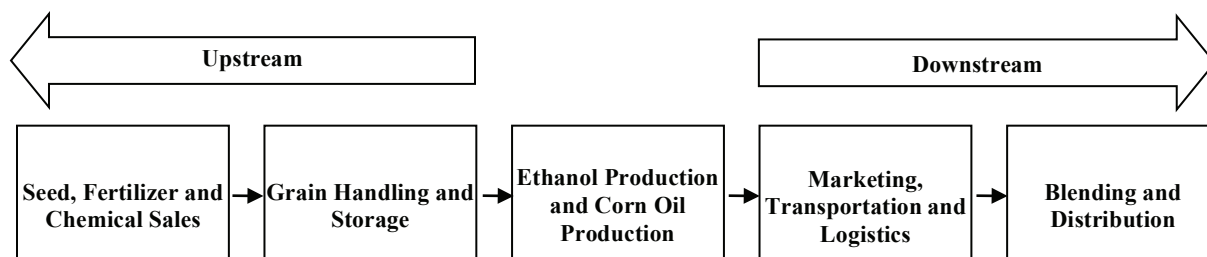 Upstream
Downstream
Seed, Fertilizer and
Chemical Sales
Grain Handling and
Storage
Ethanol Production
and Corn Oil
Production
Marketing,
Transportation and
Logistics
Blending and
Distribution